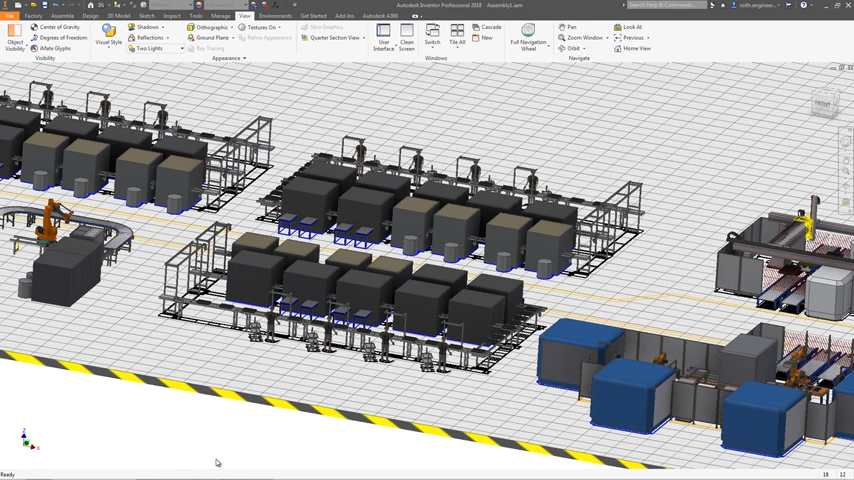 Autodesk Inventor Professional 2018 Assembly1.iam
Search Help & Commands...
roith.enginee...
File Factory Assemble Design 3D Model Sketch Inspect Tools Manage View Environments Get Started Add-Ins Autodesk A360
Object Visibility
Center of Gravity
Degrees of Freedom
iMate Glyphs
Visibility
Visual Style
Shadows
Reflections
Two Lights
Orthographic
Ground Plane
Ray Tracing
Textures On
Refine Appearance
Appearance
Slice Graphics
Quarter Section View
User Interface
Clean Screen
Switch
Tile All
Cascade
New
Windows
Full Navigation Wheel
Pan
Zoom Window
Orbit
Look At
Previous
Home View
Navigate
FRONT
Z
X
Ready
18 12